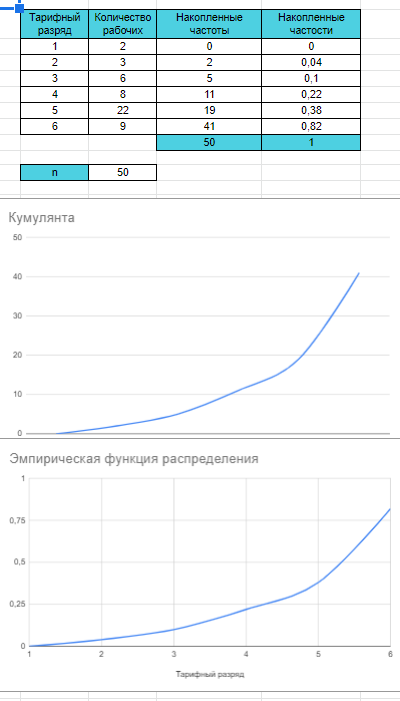 Тарифный разряд Количество рабочих Накопленные частоты Накопленные частости
1 2 0 0
2 3 2 0,04
3 6 5 0,1
4 8 11 0,22
5 22 19 0,38
6 9 41 0,82
50 1
n 50
Кумулянта
50
40
30
20
10
0
Эмпирическая функция распределения
1
0,75
0,5
0,25
0
1 2 3 4 5 6
Тарифный разряд